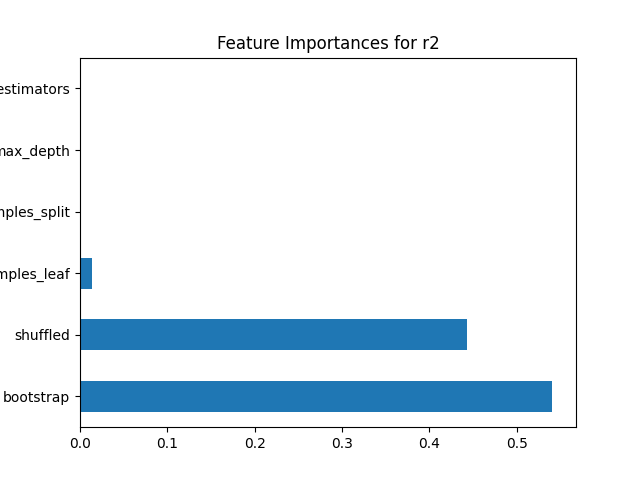 Feature Importances for r2
estimators
max_depth
mples_split
mples_leaf
shuffled
bootstrap
0.0 0.1 0.2 0.3 0.4 0.5